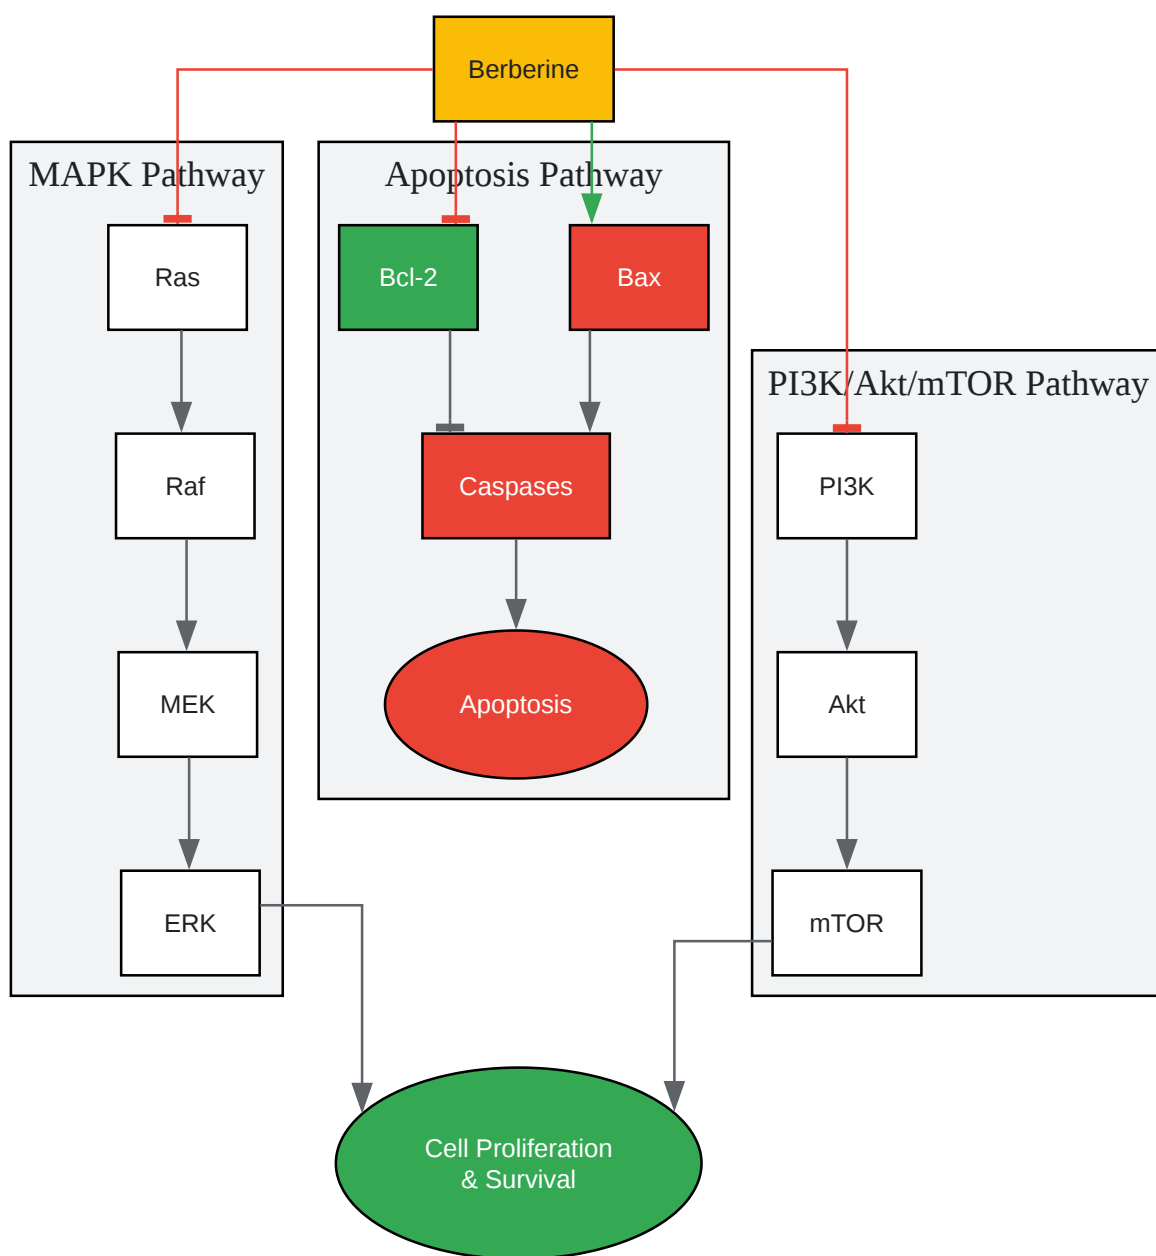 Berberine
MAPK Pathway
Apoptosis Pathway
Ras
Bcl-2
Bax
PI3K/Akt/mTOR Pathway
Raf
Caspases
PI3K
MEK
Apoptosis
Akt
ERK
mTOR
Cell Proliferation
& Survival